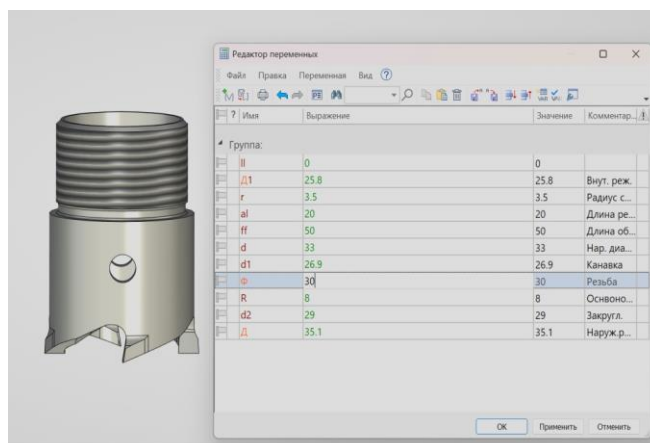 Редактор переменных
Файл Правка Переменная Вид ?
? Имя Выражение Значение Комментар...
Группа:
ll 0 0
Д1 25.8 25.8 Внут. реж.
r 3.5 3.5 Радиус с...
al 20 20 Длина ре...
ff 50 50 Длина об...
d 33 33 Нар. диа...
d1 26.9 26.9 Канавка
Ф 30 30 Резьба
R 8 8 Оснвоно...
d2 29 29 Закругл.
Д 35.1 35.1 Наруж.р...
ОК Применить Отменить